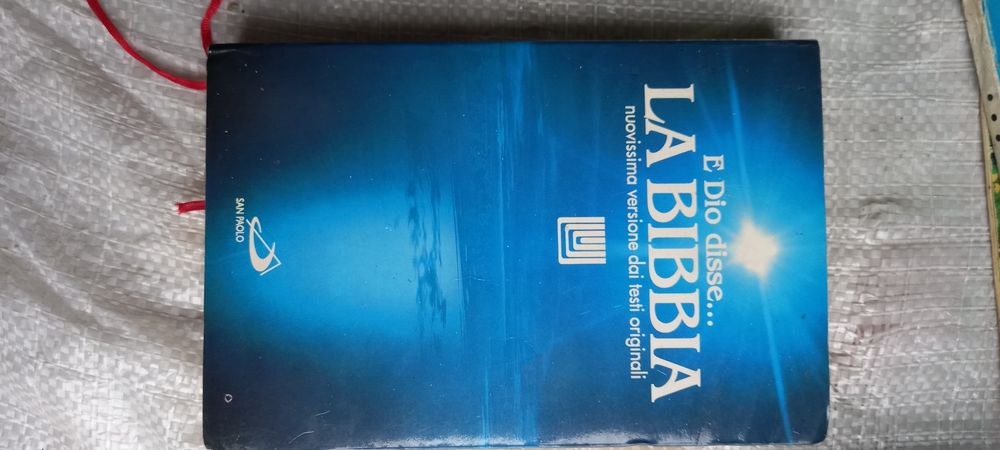 E Dio disse...
LA BIBBIA
nuovissima versione dai testi originali
SAN PAOLO